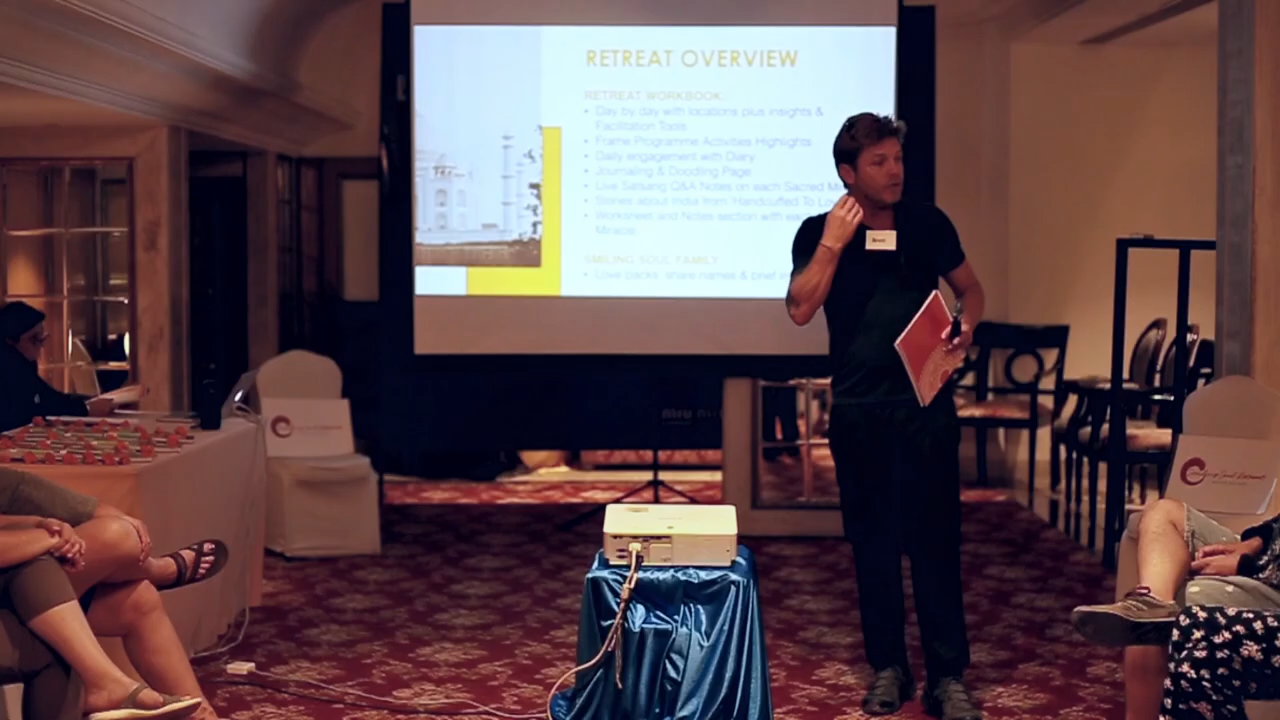 RETREAT OVERVIEW
RETREAT WORKBOOK:
• Day by day with locations plus insights &
Facilitation Tools
• Frame Programme Activities Highlights
• Daily engagement with Diary
• Journaling & Doodling Page
• Live Satsang Q&A Notes on each Sacred
• Stories about India from 'Handcuffed To
• Worksheet and Notes section with
Miracle
SMILING SOUL FAMILY
• Love packs: share names & brief